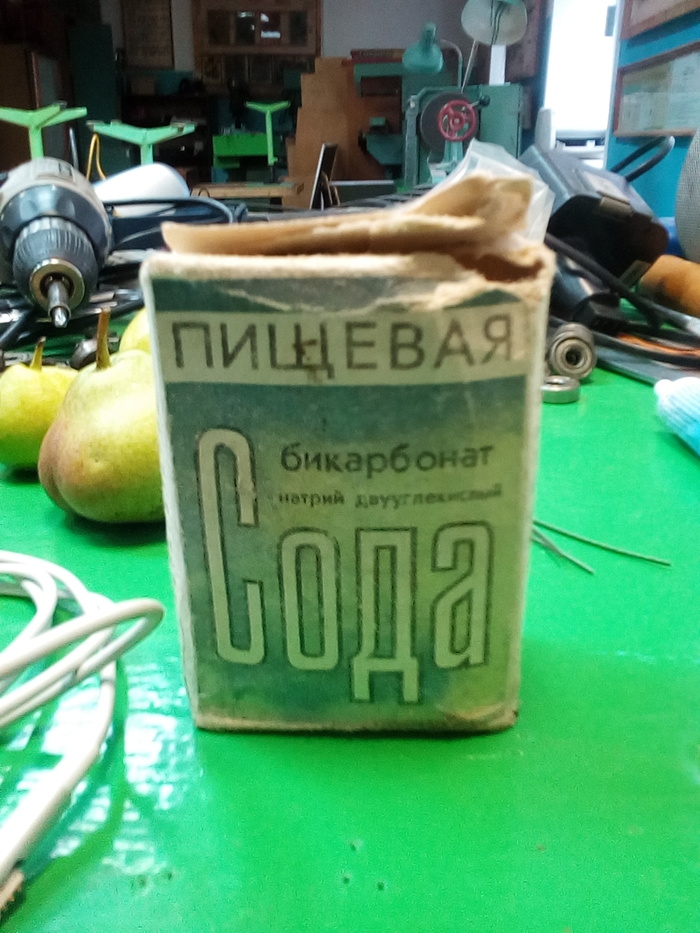 ПИЩЕВАЯ
бикарбонат
натрий двууглекислый
Сода